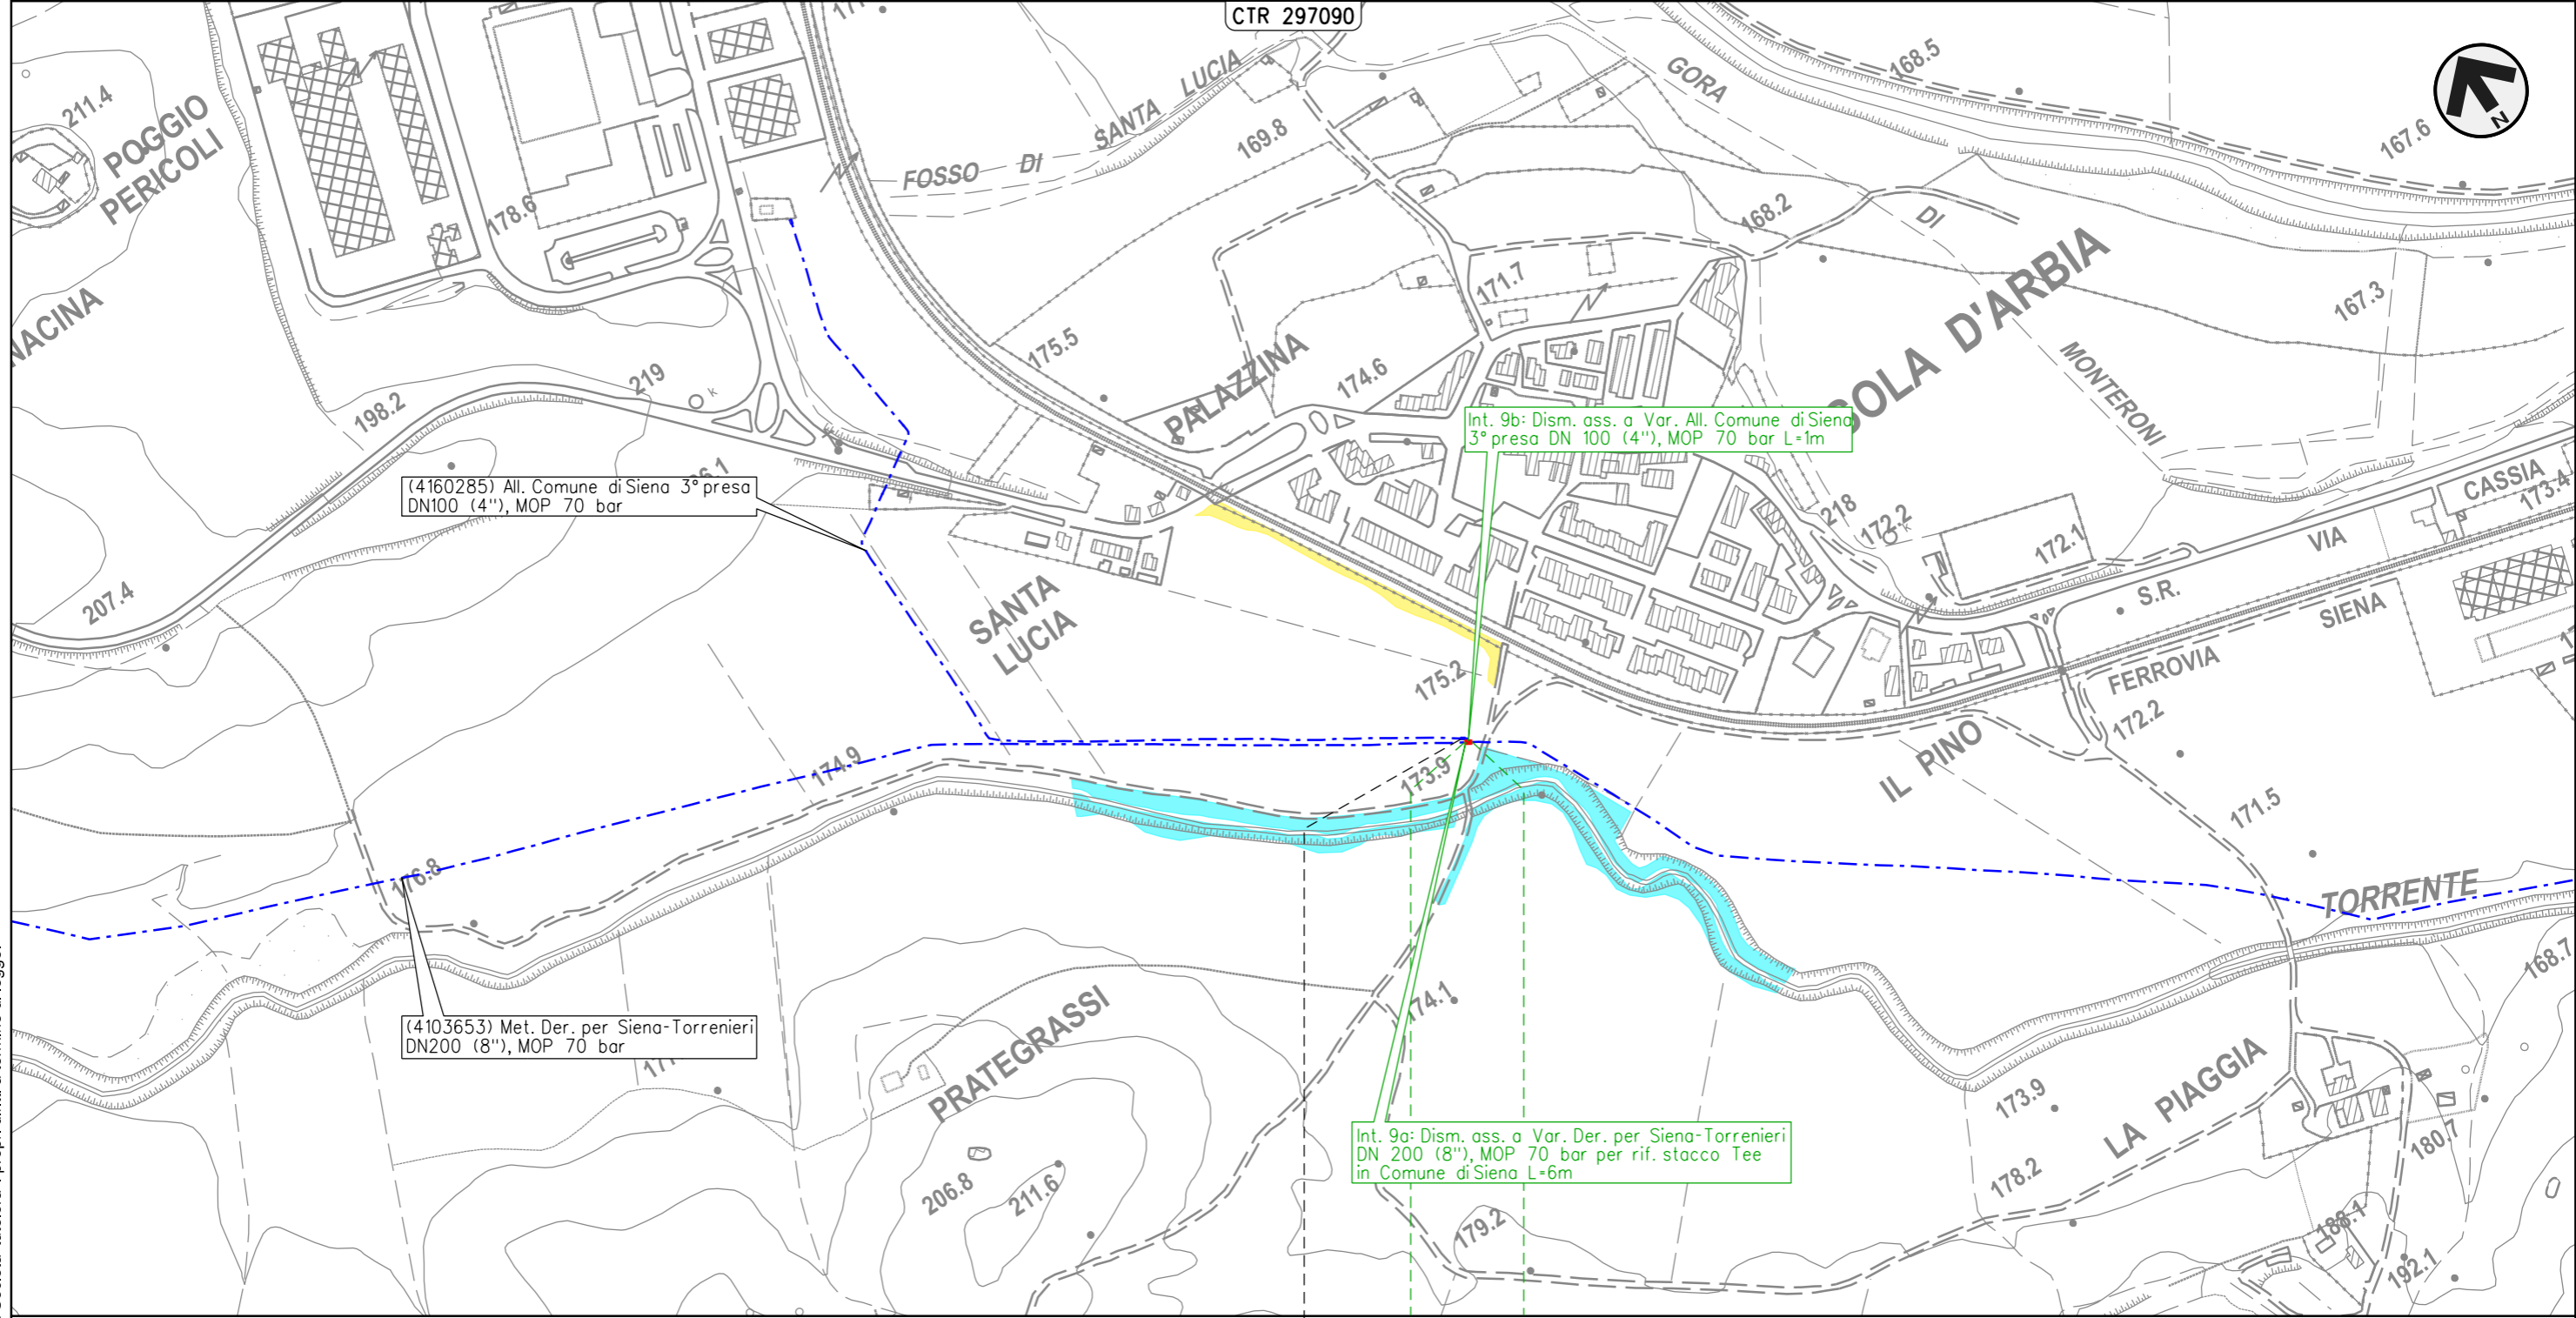 CTR 297090
N
211.4
POGGIO
PERICOLI
178.6
FOSSO DI SANTA LUCIA
169.8
GORA
168.5
167.6
168.2
DI
171.7
167.3
175.5
PALAZZINA
174.6
SOLA D'ARBIA
MONTERONI
NACINA
219
K
198.2
Int. 9b: Dism. ass. a Var. All. Comune di Siena
3° presa DN 100 (4"), MOP 70 bar L=1m
(4160285) All. Comune di Siena 3° presa
DN100 (4"), MOP 70 bar
218
172.2
K
172.1
S.R.
VIA
CASSIA
173.4
FERROVIA
SIENA
207.4
SANTA
LUCIA
175.2
172.2
IL PINO
174.9
173.9
171.5
176.8
TORRENTE
168.7
(4103653) Met. Der. per Siena-Torrenieri
DN200 (8"), MOP 70 bar
174.1
PRATEGRASSI
173.9
LA PIAGGIA
Int. 9a: Dism. ass. a Var. Der. per Siena-Torrenieri
DN 200 (8"), MOP 70 bar per rif. stacco Tee
in Comune di Siena L=6m
180.7
178.2
206.8
211.6
179.2
188.1
192.1